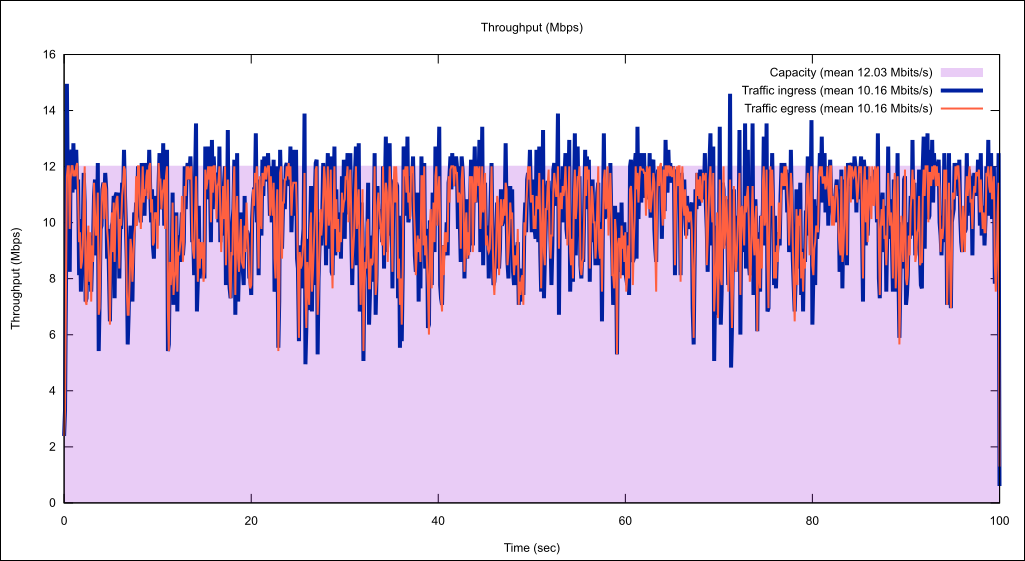 Throughput (Mbps)
16
14
12
10
8
6
4
2
0
Throughput (Mbps)
Capacity (mean 12.03 Mbits/s)
Traffic ingress (mean 10.16 Mbits/s)
Traffic egress (mean 10.16 Mbits/s)
0 20 40 60 80 100
Time (sec)